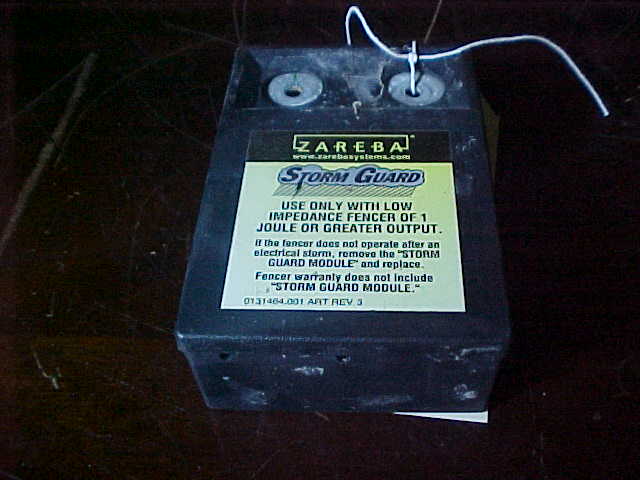 ZAREBA®
www.zarebasystems.com
STORM GUARD
USE ONLY WITH LOW
IMPEDANCE FENCER OF 1
JOULE OR GREATER OUTPUT.
If the fencer does not operate after an
electrical storm, remove the "STORM
GUARD MODULE" and replace.
Fencer warranty does not include
"STORM GUARD MODULE."
0131464.001 ART REV. 3